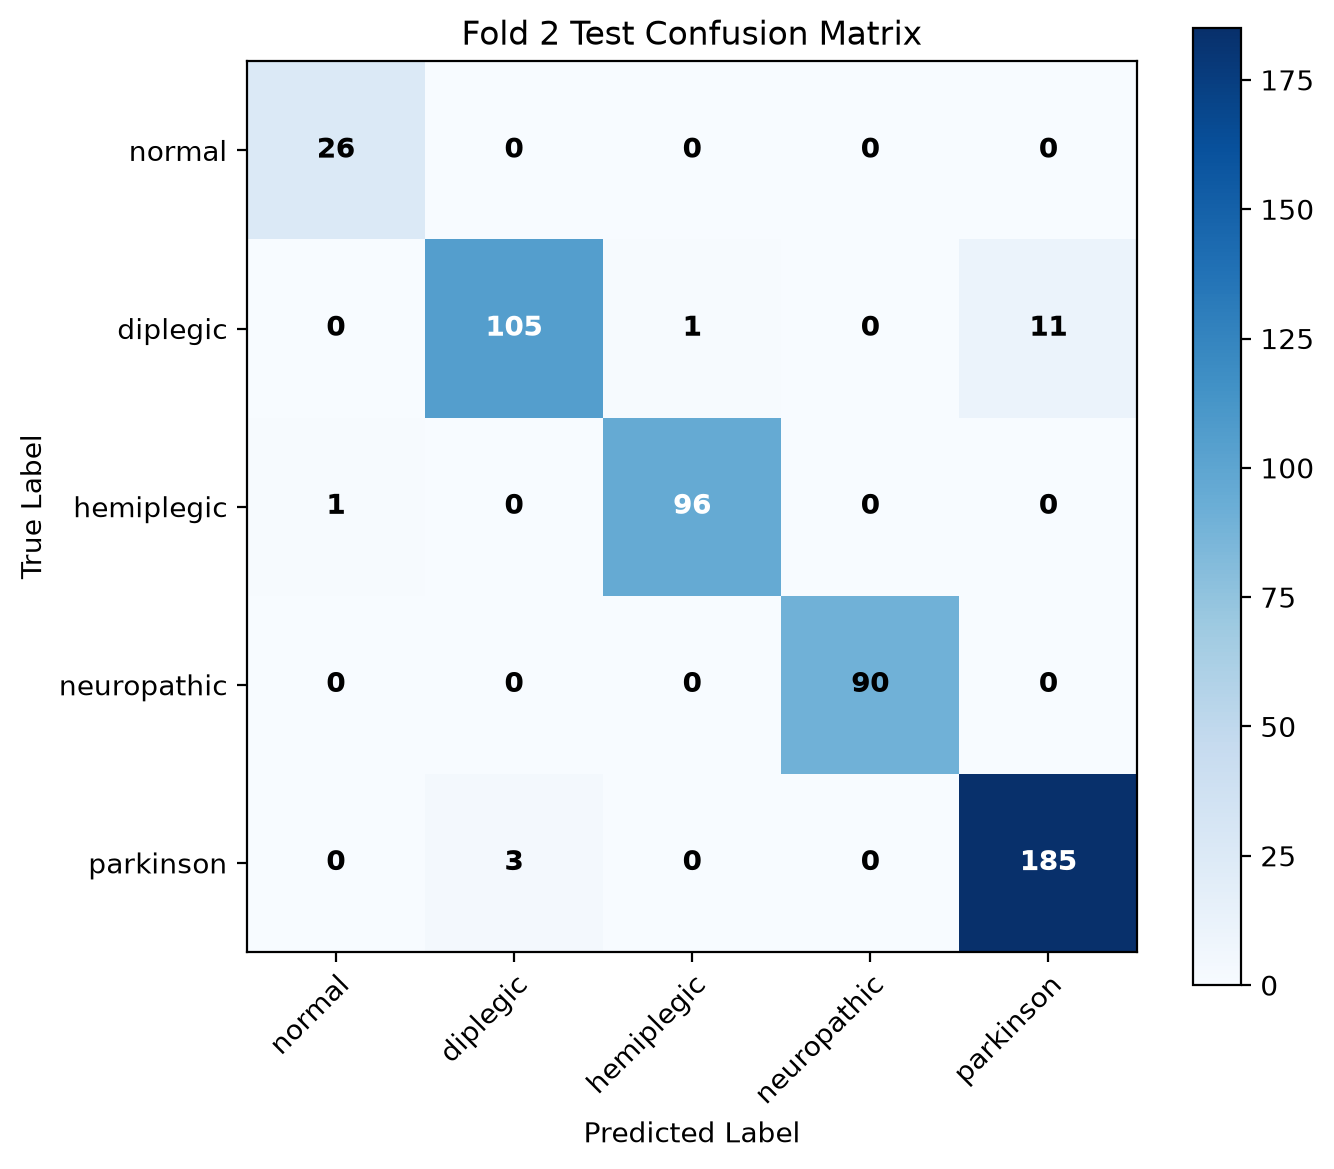 Fold 2 Test Confusion Matrix
normal 26 0 0 0 0
diplegic 0 105 1 0 11
hemiplegic 1 0 96 0 0
neuropathic 0 0 0 90 0
parkinson 0 3 0 0 185
normal diplegic hemiplegic neuropathic parkinson
Predicted Label
True Label
175
150
125
100
75
50
25
0